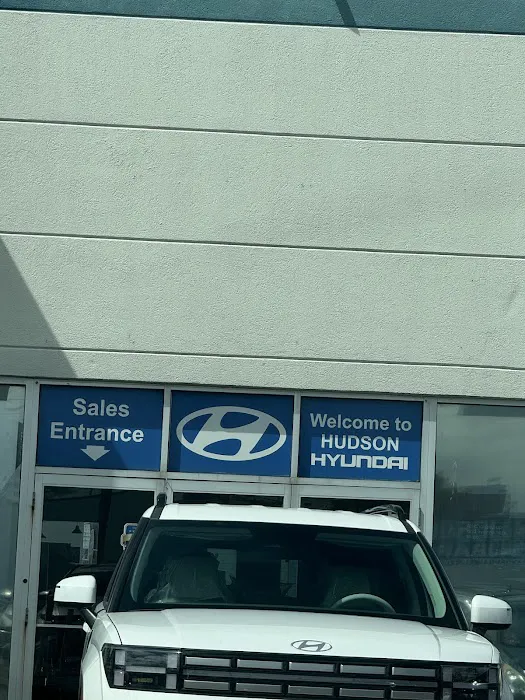 Sales
Entrance
Welcome to
HUDSON
HYUNDAI